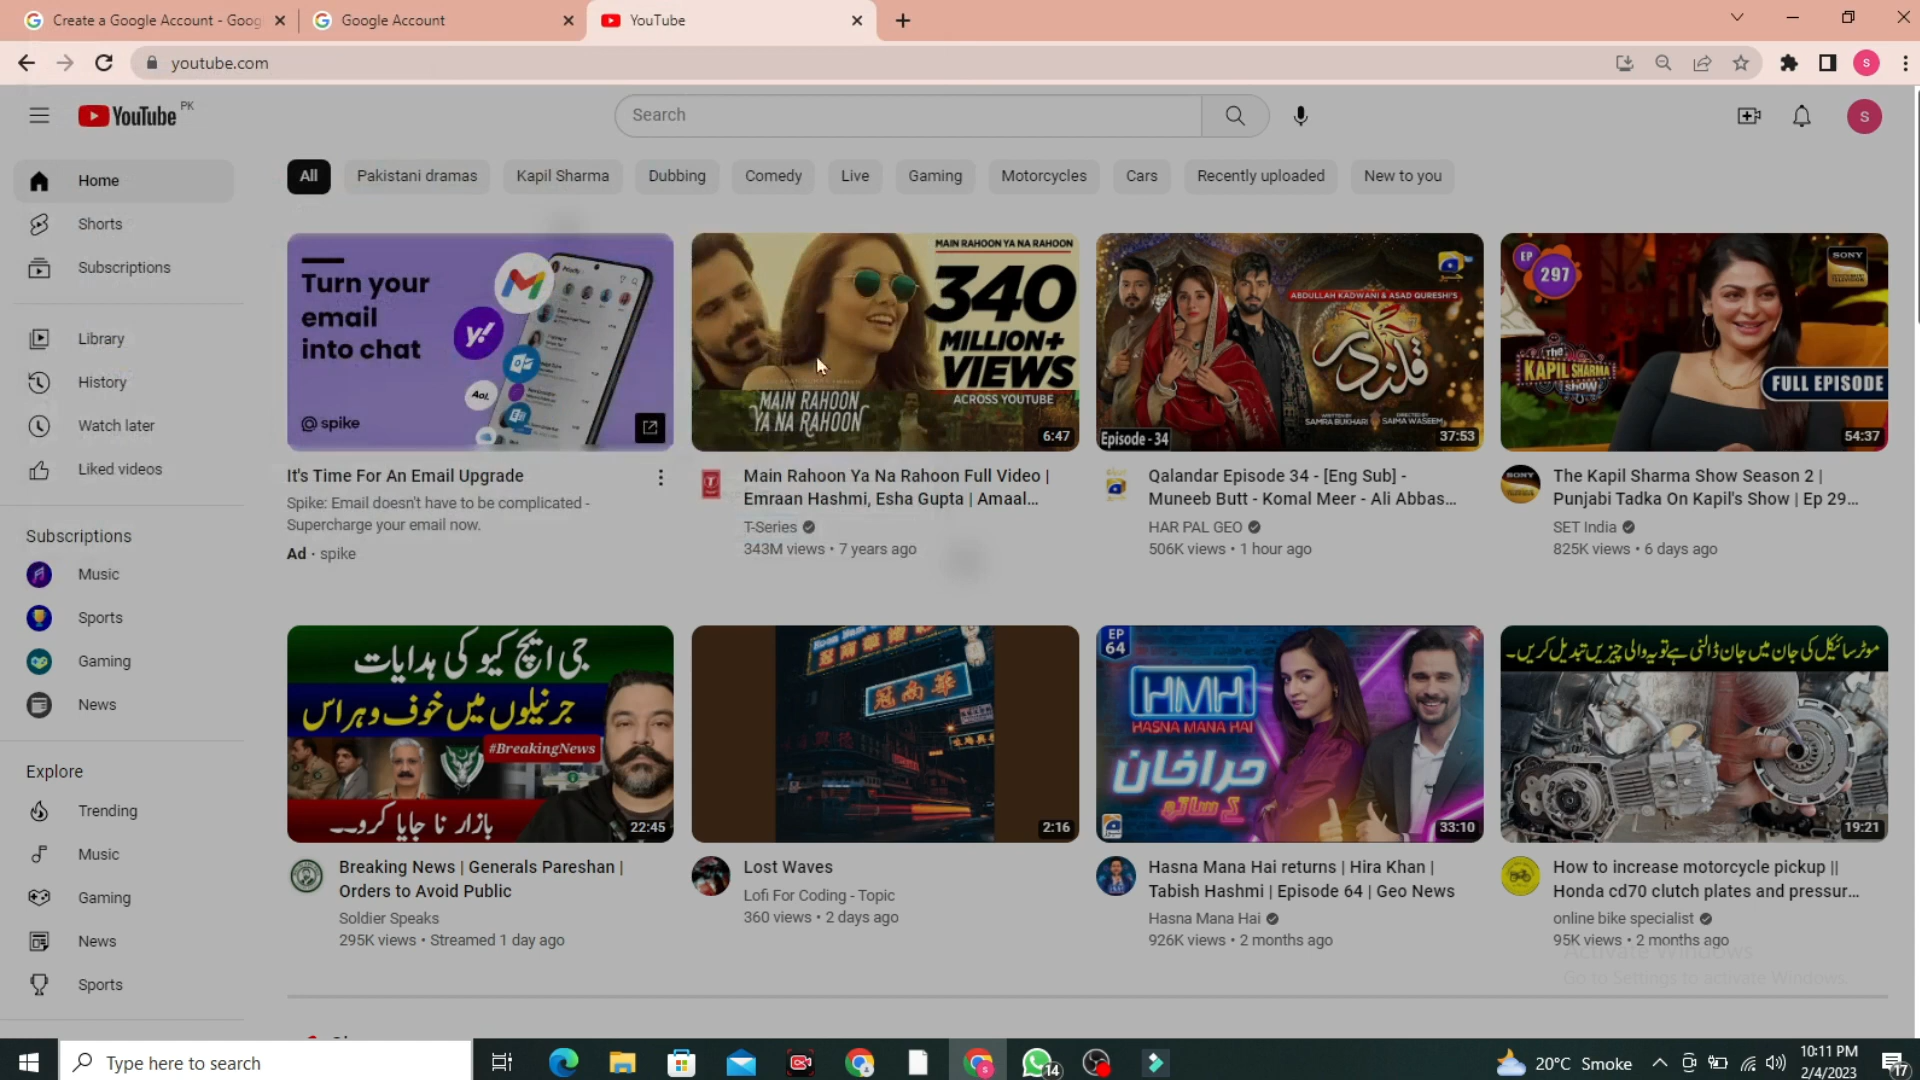 Create a Google Account - Goog
Google Account
YouTube
youtube.com
S
YouTube PK
Search
S
Home
Shorts
Subscriptions
Library
History
Watch later
Liked videos
Subscriptions
Music
Sports
Gaming
News
Explore
Trending
Music
Gaming
News
Sports
All
Pakistani dramas
Kapil Sharma
Dubbing
Comedy
Live
Gaming
Motorcycles
Cars
Recently uploaded
New to you
Turn your
email
into chat
y!
Aol.
@ spike
It's Time For An Email Upgrade
Spike: Email doesn't have to be complicated -
Supercharge your email now.
Ad · spike
MAIN RAHOON YA NA RAHOON
340
MILLION+
VIEWS
ACROSS YOUTUBE
MAIN RAHOON
YA NA RAHOON
6:47
Main Rahoon Ya Na Rahoon Full Video |
Emraan Hashmi, Esha Gupta | Amaal...
T-Series
343M views • 7 years ago
ABDULLAH KADWANI & ASAD QURESHI'S
قلندر
WRITTEN BY
SAMRA BUKHARI
DIRECTED BY
SAIMA WASEEM
Episode - 34
37:53
Qalandar Episode 34 - [Eng Sub] -
Muneeb Butt - Komal Meer - Ali Abbas...
HAR PAL GEO
506K views • 1 hour ago
EP
297
SONY
The
KAPIL SHARMA
Show
FULL EPISODE
54:37
The Kapil Sharma Show Season 2 |
Punjabi Tadka On Kapil's Show | Ep 29...
SET India
825K views • 6 days ago
جی ایچ کیو کی ہدایات
جرنیلوں میں خوف و ہراس
#BreakingNews
بازار نا جایا کرو۔۔
22:45
Breaking News | Generals Pareshan |
Orders to Avoid Public
Soldier Speaks
295K views • Streamed 1 day ago
2:16
Lost Waves
Lofi For Coding - Topic
360 views • 2 days ago
EP
64
HMH
HASNA MANA HAI
حرا خان
کے ساتھ
33:10
Hasna Mana Hai returns | Hira Khan |
Tabish Hashmi | Episode 64 | Geo News
Hasna Mana Hai
926K views • 2 months ago
موٹر سائیکل کی جان میں جان ڈالنی ہے تو یہ والی چیزیں تبدیل کریں۔
19:21
How to increase motorcycle pickup ||
Honda cd70 clutch plates and pressur...
online bike specialist
95K views • 2 months ago
Activate Windows
Go to Settings to activate Windows.
Type here to search
14
20°C Smoke
10:11 PM
2/4/2023
17